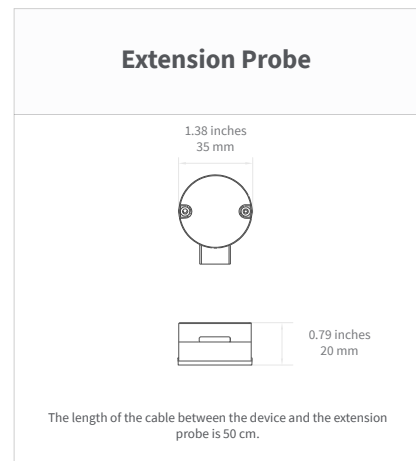 Extension Probe
1.38 inches
35 mm
0.79 inches
20 mm
The length of the cable between the device and the extension
probe is 50 cm.